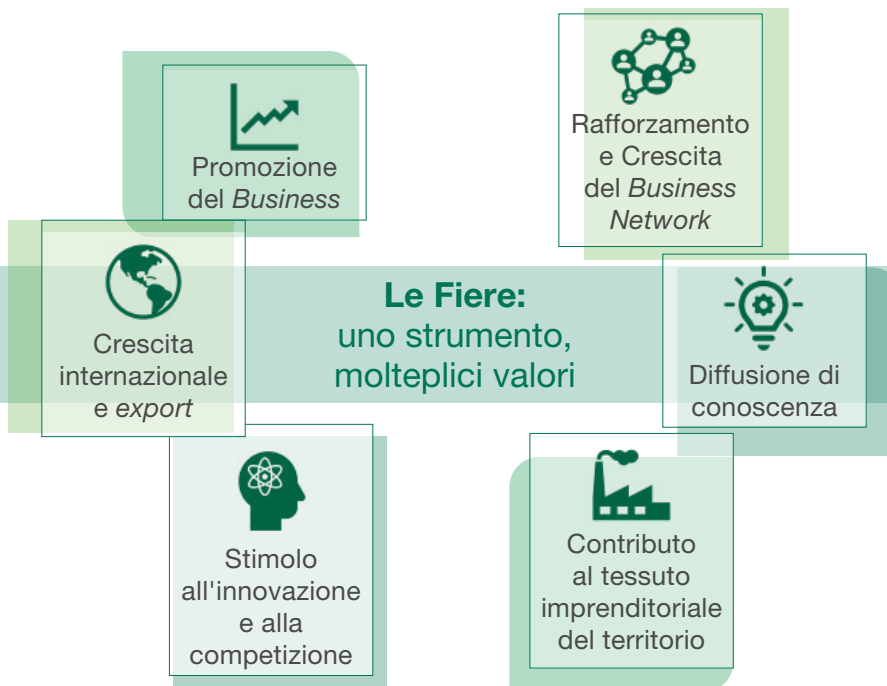 Promozione
del Business
Rafforzamento
e Crescita
del Business
Network
Le Fiere:
uno strumento,
molteplici valori
Crescita
internazionale
e export
Diffusione di
conoscenza
Stimolo
all'innovazione
e alla
competizione
Contributo
al tessuto
imprenditoriale
del territorio